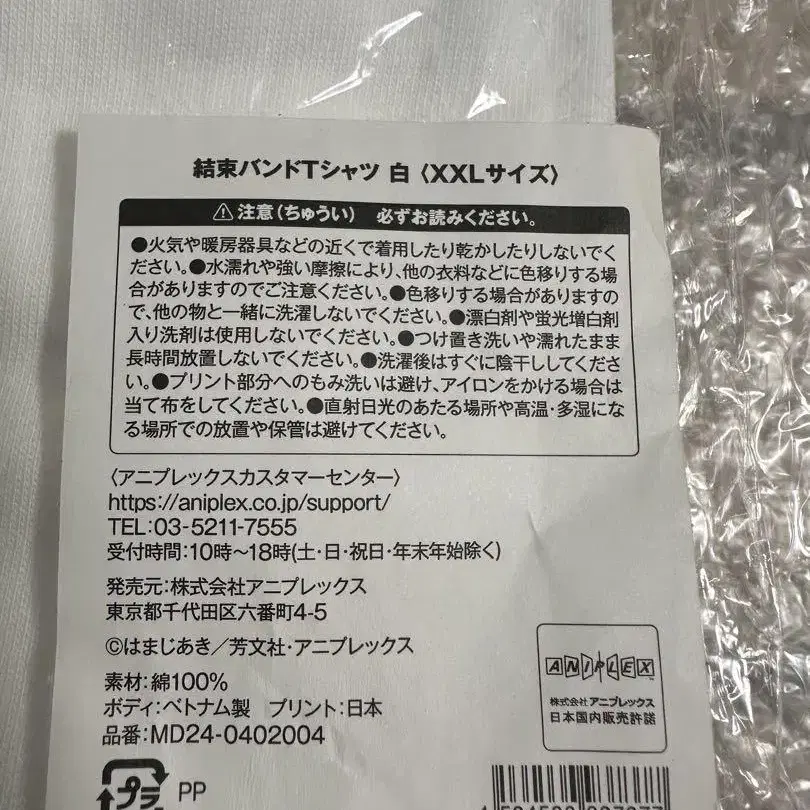 結束バンドTシャツ 白〈XXLサイズ〉
⚠注意(ちゅうい) 必ずお読みください。
●火気や暖房器具などの近くで着用したり乾かしたりしないでく
ださい。●水濡れや強い摩擦により、他の衣料などに色移りする場
合がありますのでご注意ください。●色移りする場合がありますの
で、他の物と一緒に洗濯しないでください。●漂白剤や蛍光増白剤
入り洗剤は使用しないでください。●つけ置き洗いや濡れたまま
長時間放置しないでください。●洗濯後はすぐに陰干ししてくださ
い。●プリント部分へのもみ洗いは避け、アイロンをかける場合は
当て布をしてください。●直射日光のあたる場所や高温・多湿にな
る場所での放置や保管は避けてください。
〈アニプレックスカスタマーセンター〉
https://aniplex.co.jp/support/
TEL:03-5211-7555
受付時間:10時〜18時(土・日・祝日・年末年始除く)
発売元:株式会社アニプレックス
東京都千代田区六番町4-5
©はまじあき/芳文社・アニプレックス
素材:綿100%
ボディ:ベトナム製 プリント:日本
品番:MD24-0402004
ANIPLEX
株式会社アニプレックス
日本国内販売許諾
プラ PP